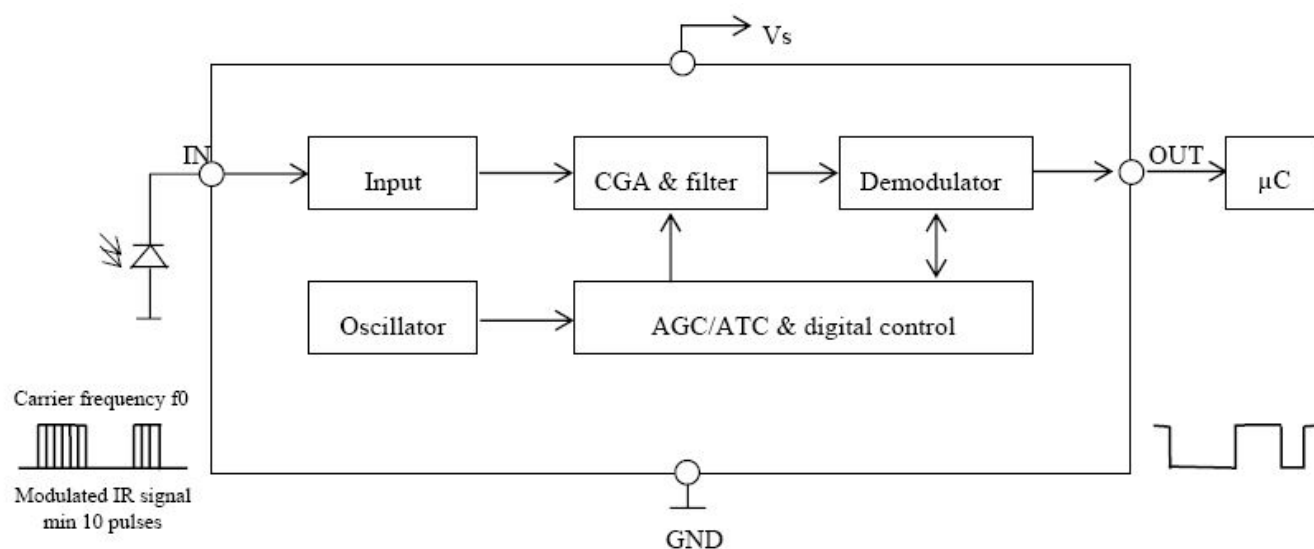 Vs
IN
Input
CGA & filter
Demodulator
OUT
µC
Oscillator
AGC/ATC & digital control
Carrier frequency f0
Modulated IR signal
min 10 pulses
GND